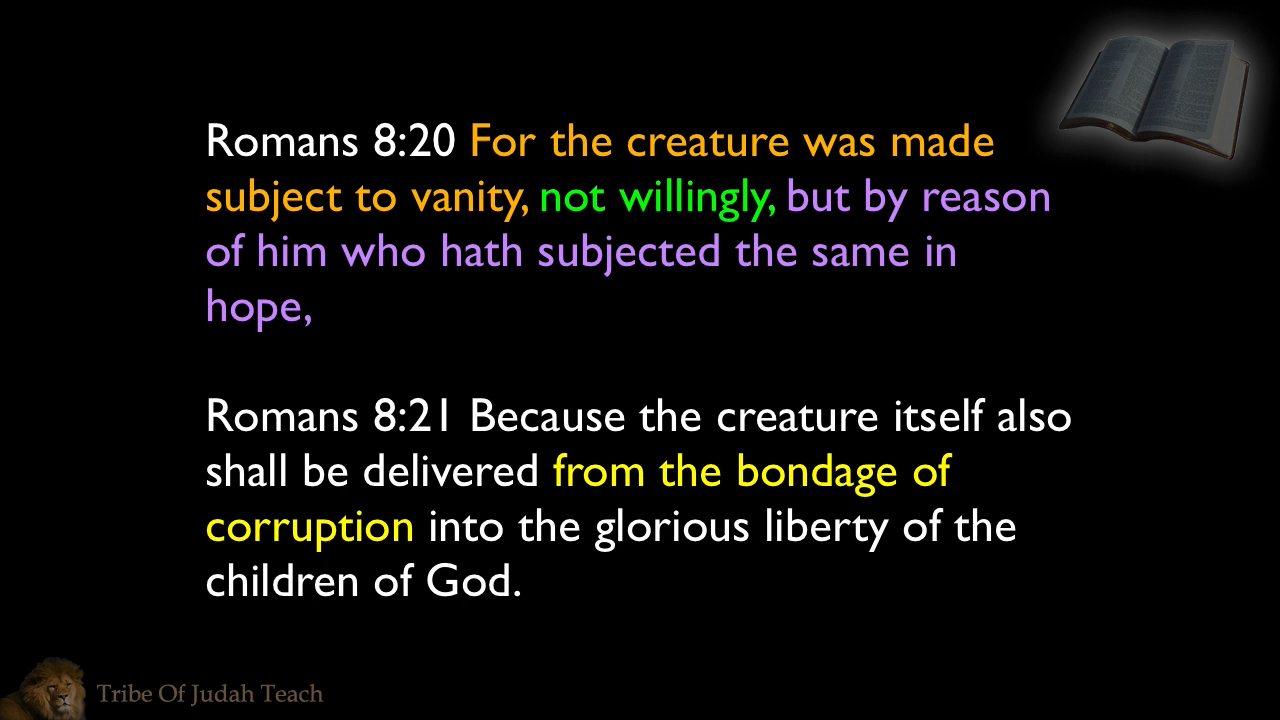 Romans 8:20 For the creature was made
subject to vanity, not willingly, but by reason
of him who hath subjected the same in
hope,
Romans 8:21 Because the creature itself also
shall be delivered from the bondage of
corruption into the glorious liberty of the
children of God.
Tribe Of Judah Teach